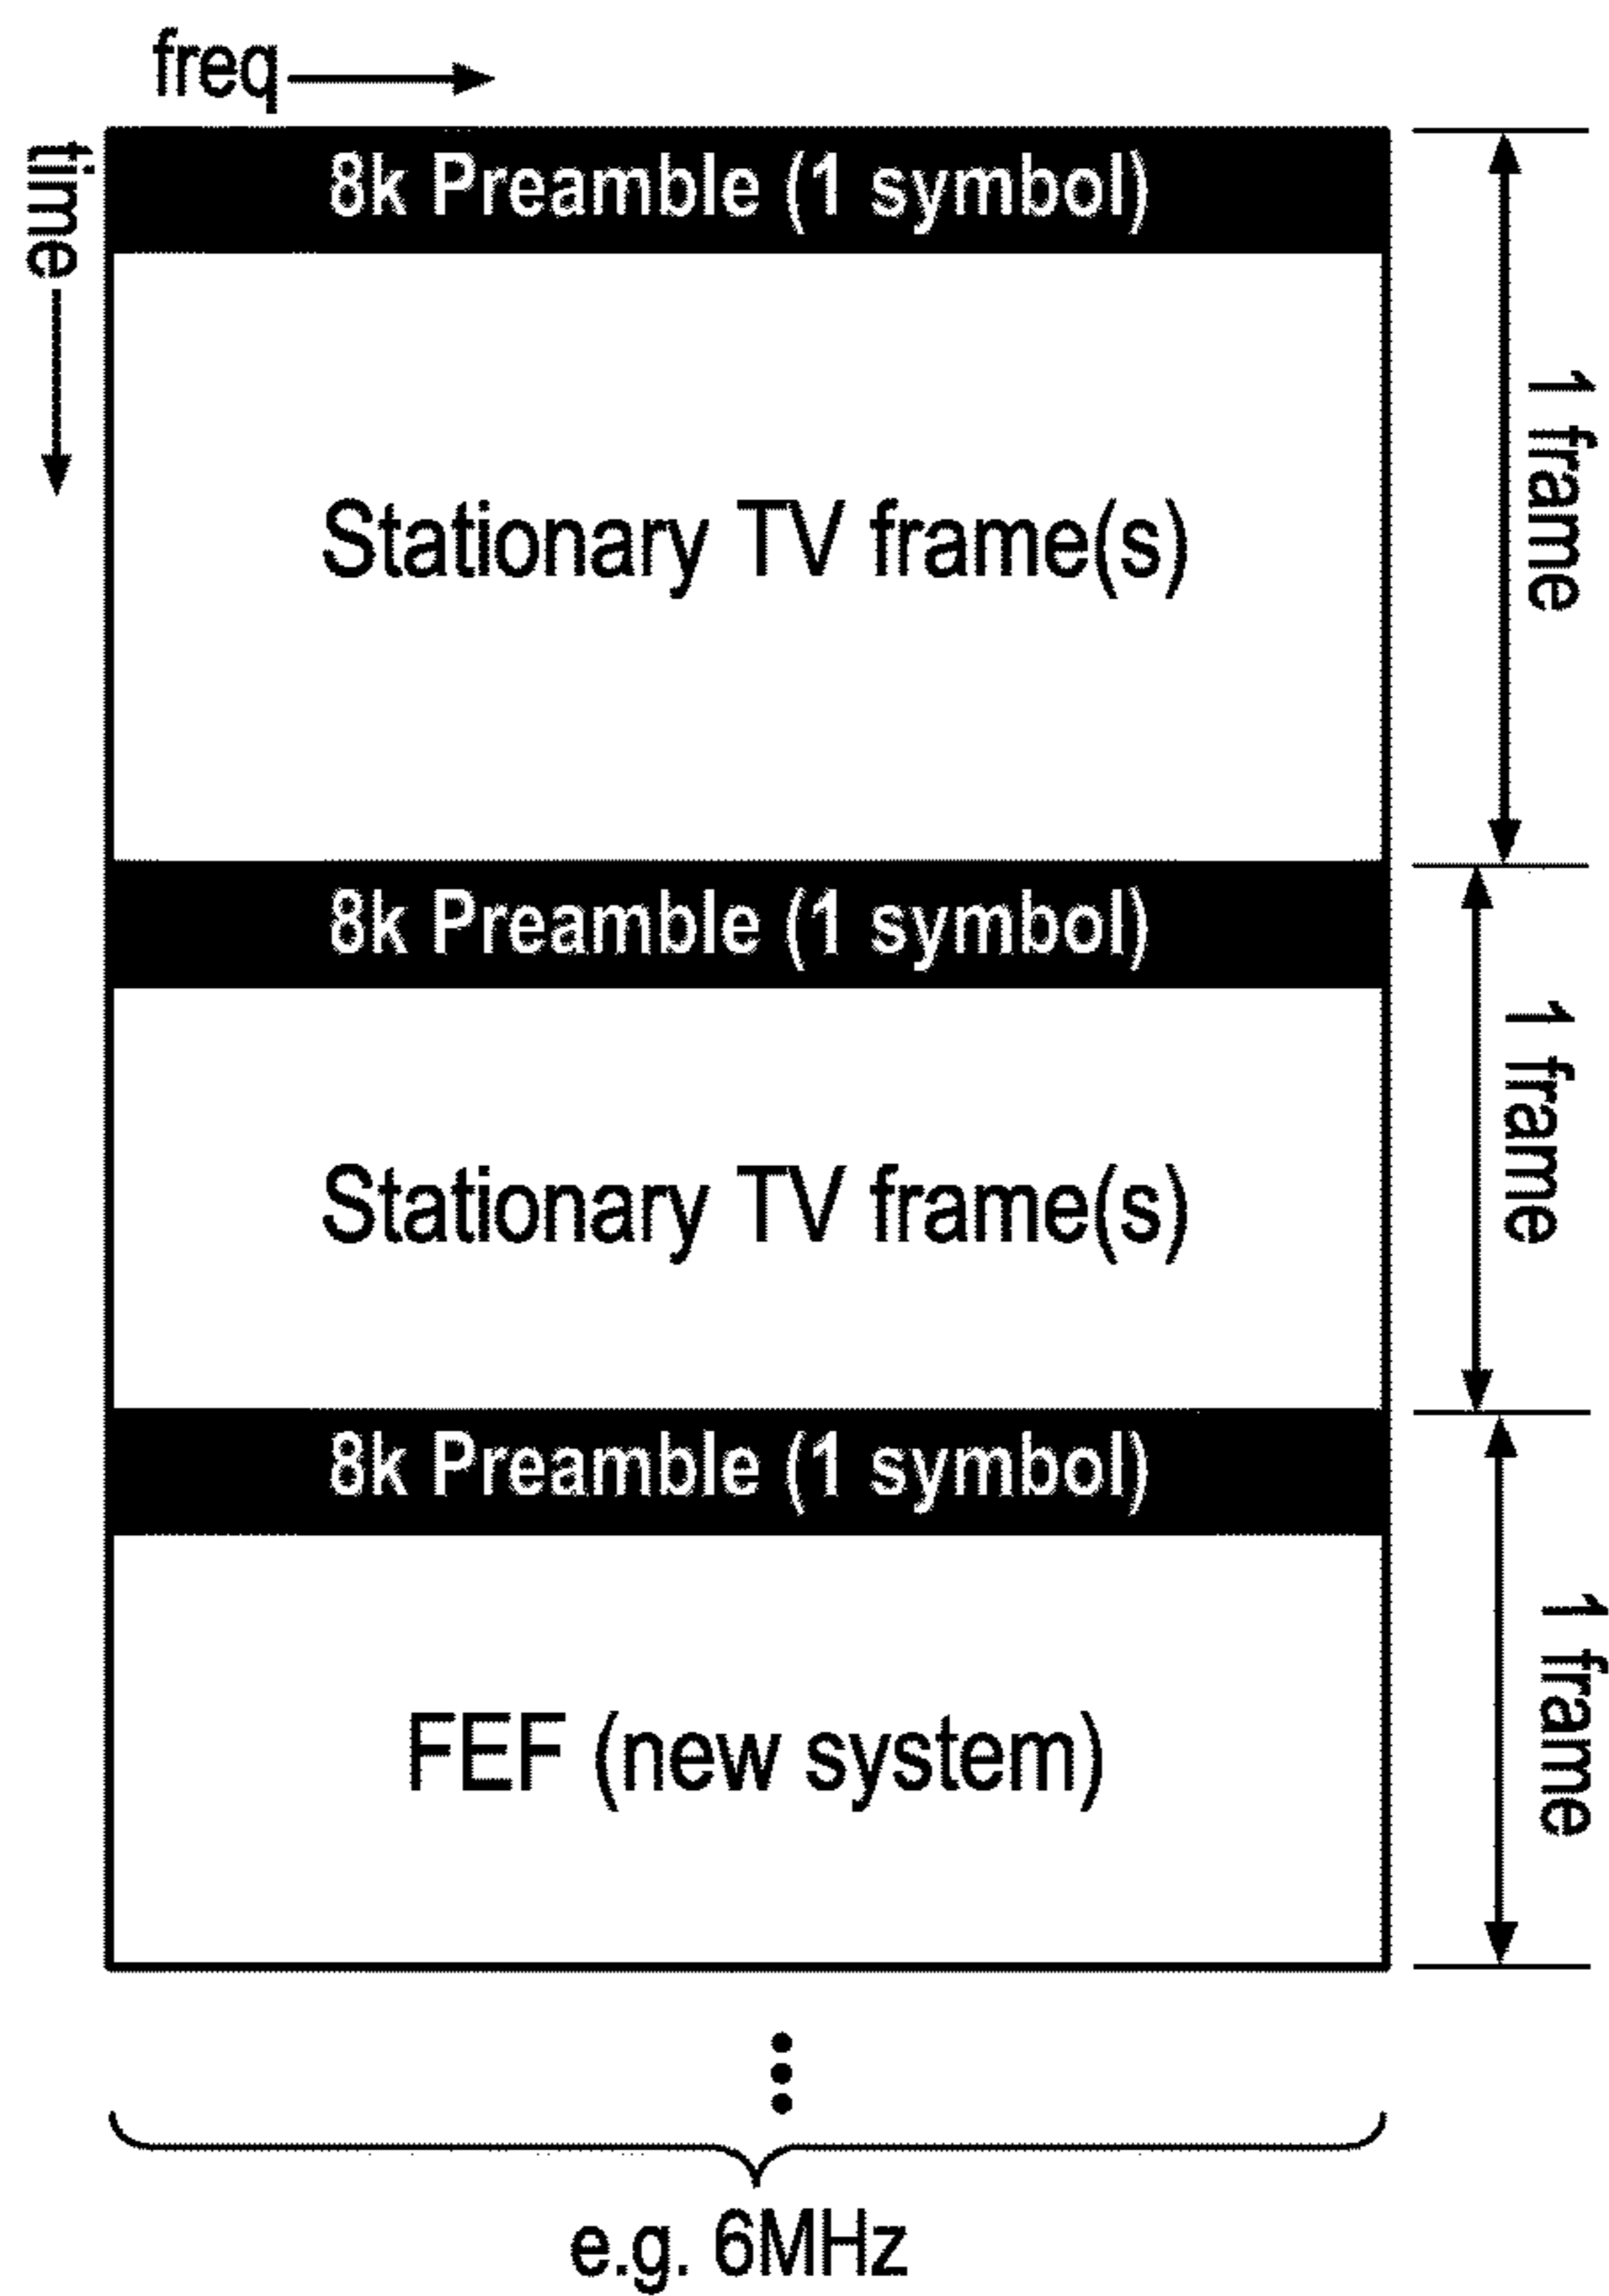 freq
time
8k Preamble (1 symbol)
Stationary TV frame(s)
1 frame
8k Preamble (1 symbol)
Stationary TV frame(s)
1 frame
8k Preamble (1 symbol)
FEF (new system)
1 frame
e.g. 6MHz